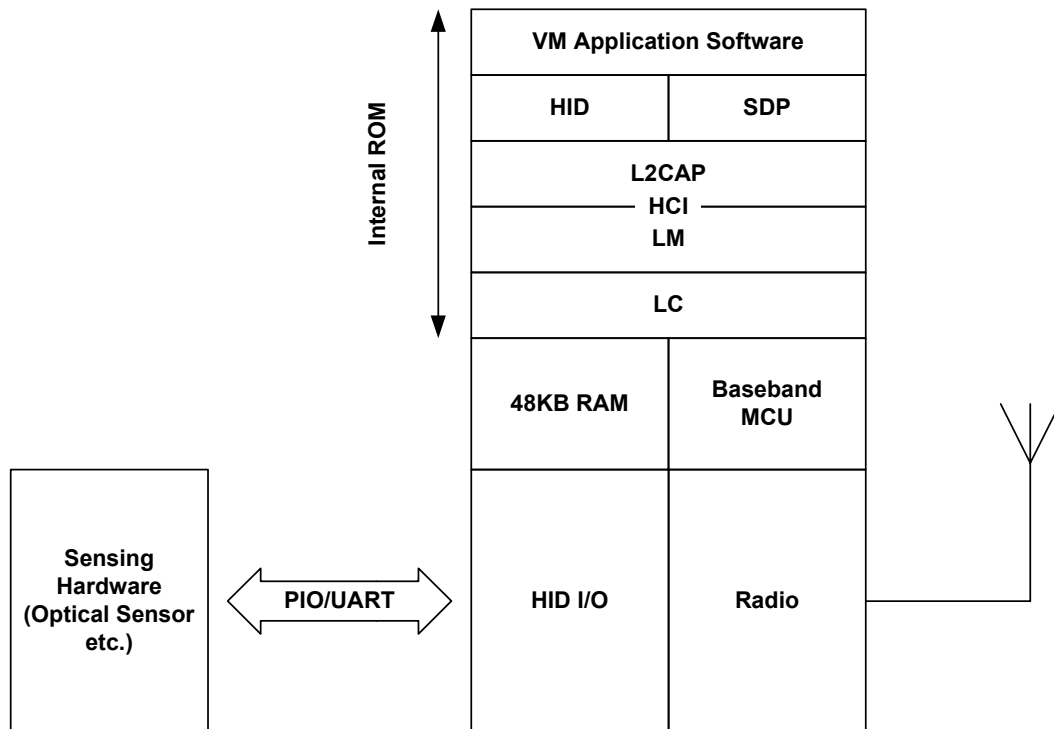 VM Application Software
HID
SDP
Internal ROM
L2CAP
HCI
LM
LC
48KB RAM
Baseband
MCU
Sensing
Hardware
(Optical Sensor
etc.)
PIO/UART
HID I/O
Radio